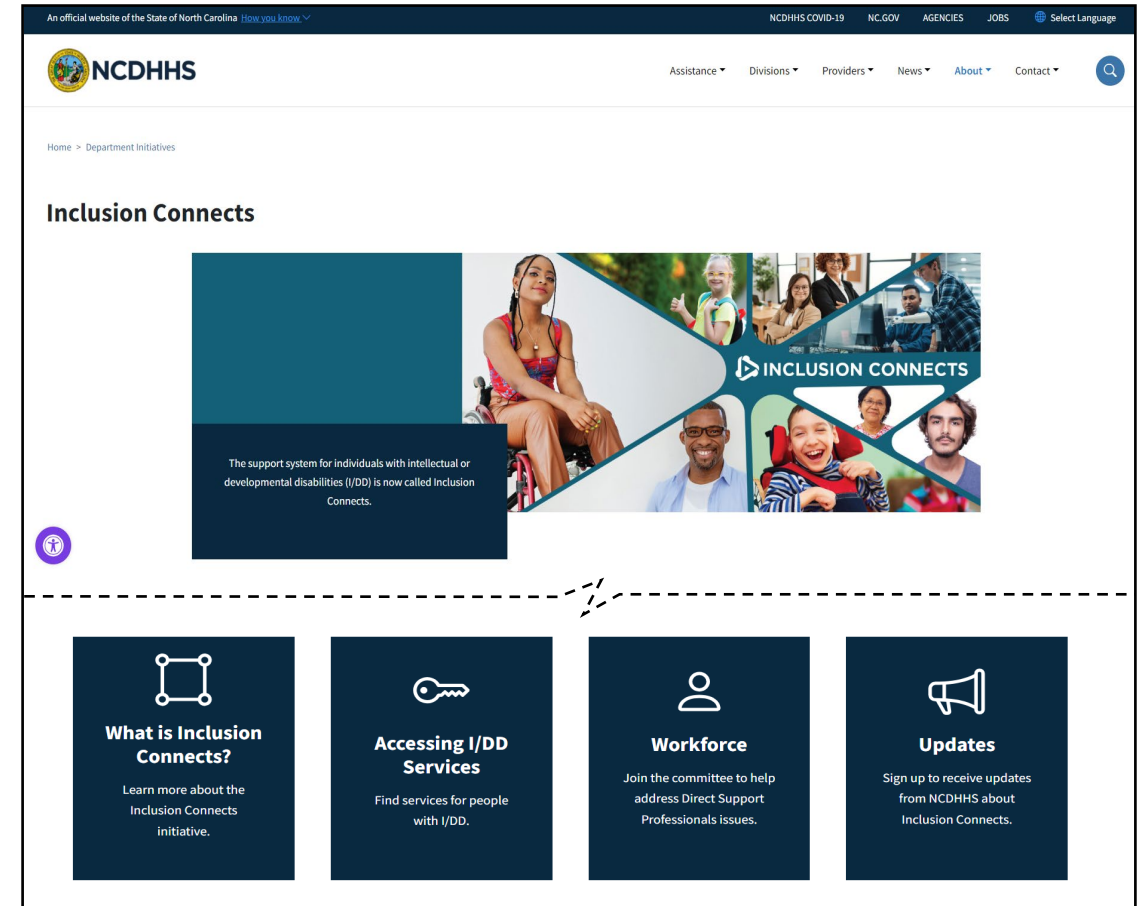 An official website of the State of North Carolina How you know
NCDHHS COVID-19 NC.GOV AGENCIES JOBS Select Language
NCDHHS
Assistance Divisions Providers News About Contact
Home > Department Initiatives
Inclusion Connects
INCLUSION CONNECTS
The support system for individuals with intellectual or
developmental disabilities (I/DD) is now called Inclusion
Connects.
What is Inclusion
Connects?
Learn more about the
Inclusion Connects
initiative.
Accessing I/DD
Services
Find services for people
with I/DD.
Workforce
Join the committee to help
address Direct Support
Professionals issues.
Updates
Sign up to receive updates
from NCDHHS about
Inclusion Connects.